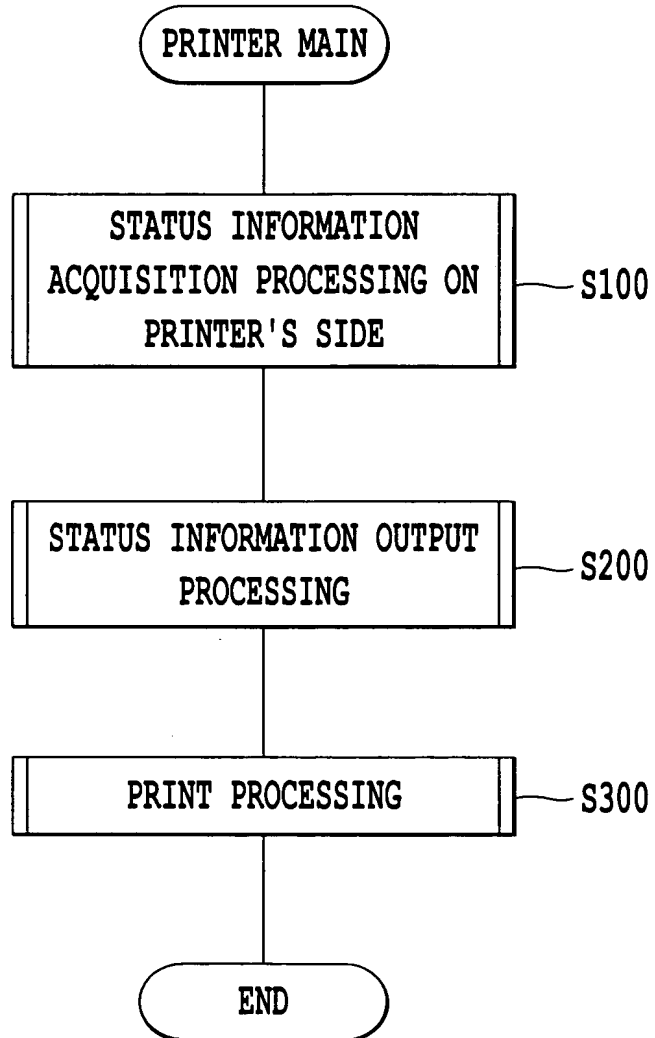 PRINTER MAIN
STATUS INFORMATION
ACQUISITION PROCESSING ON
PRINTER'S SIDE
S100
STATUS INFORMATION OUTPUT
PROCESSING
S200
PRINT PROCESSING
S300
END